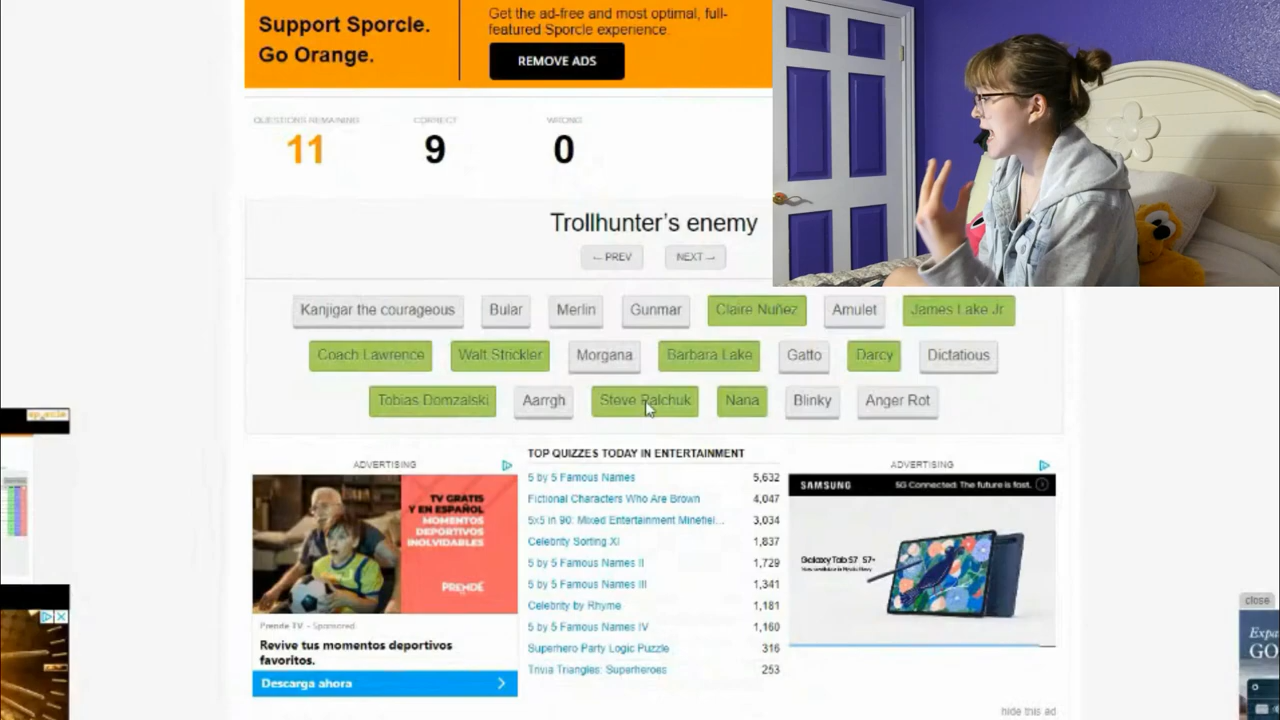 Support Sporcle.
Go Orange.
Get the ad-free and most optimal, full-
featured Sporcle experience.
REMOVE ADS
QUESTIONS REMAINING
11
CORRECT
9
WRONG
0
Trollhunter's enemy
← PREV
NEXT →
Kanjigar the courageous
Bular
Merlin
Gunmar
Claire Nuñez
Amulet
James Lake Jr
Coach Lawrence
Walt Strickler
Morgana
Barbara Lake
Gatto
Darcy
Dictatious
Tobias Domzalski
Aarrgh
Steve Palchuk
Nana
Blinky
Anger Rot
ADVERTISING
TV GRATIS
Y EN ESPAÑOL
MOMENTOS
DEPORTIVOS
INOLVIDABLES
PRENDE
Prende TV - Sponsored
Revive tus momentos deportivos
favoritos.
Descarga ahora
TOP QUIZZES TODAY IN ENTERTAINMENT
5 by 5 Famous Names 5,632
Fictional Characters Who Are Brown 4,047
5x5 in 90: Mixed Entertainment Minefiel... 3,034
Celebrity Sorting XI 1,837
5 by 5 Famous Names II 1,729
5 by 5 Famous Names III 1,341
Celebrity by Rhyme 1,181
5 by 5 Famous Names IV 1,160
Superhero Party Logic Puzzle 316
Trivia Triangles: Superheroes 253
ADVERTISING
SAMSUNG
5G Connected: The future is fast.
Galaxy Tab S7 S7+
close
Expa
GO
hide this ad